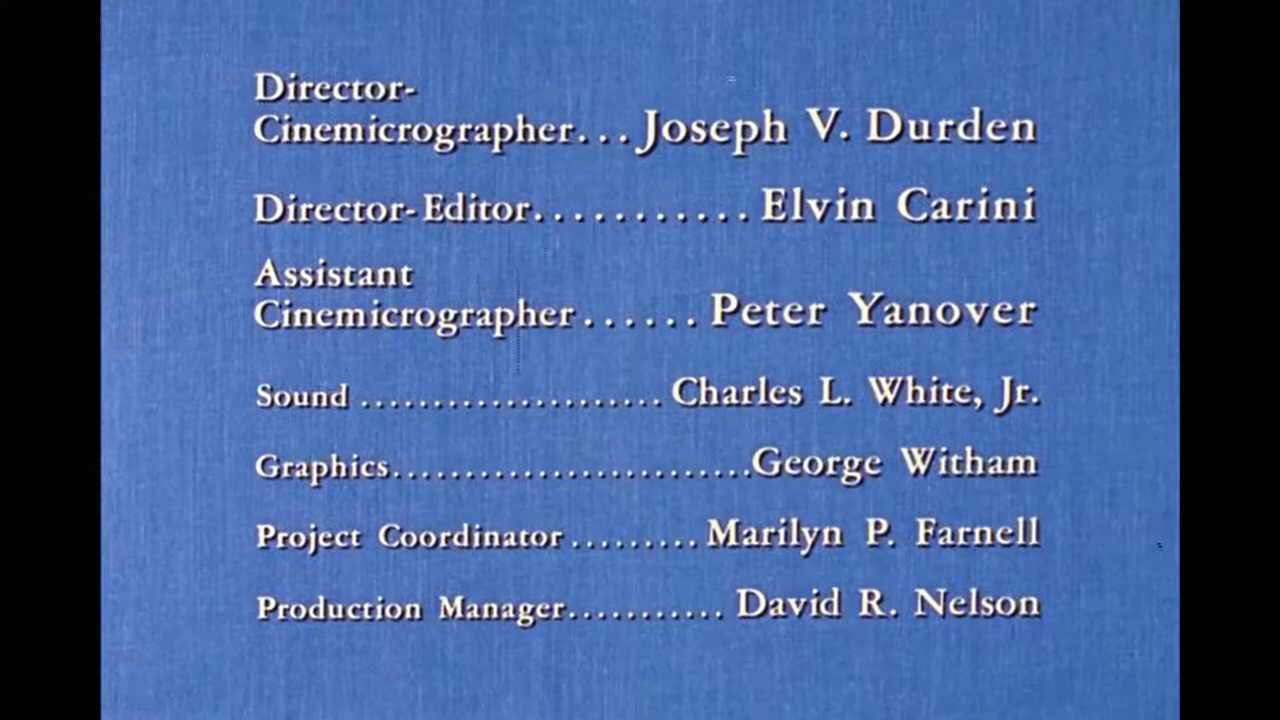 Director-
Cinemicrographer... Joseph V. Durden
Director-Editor........... Elvin Carini
Assistant
Cinemicrographer...... Peter Yanover
Sound ..................... Charles L. White, Jr.
Graphics.........................George Witham
Project Coordinator ......... Marilyn P. Farnell
Production Manager........... David R. Nelson